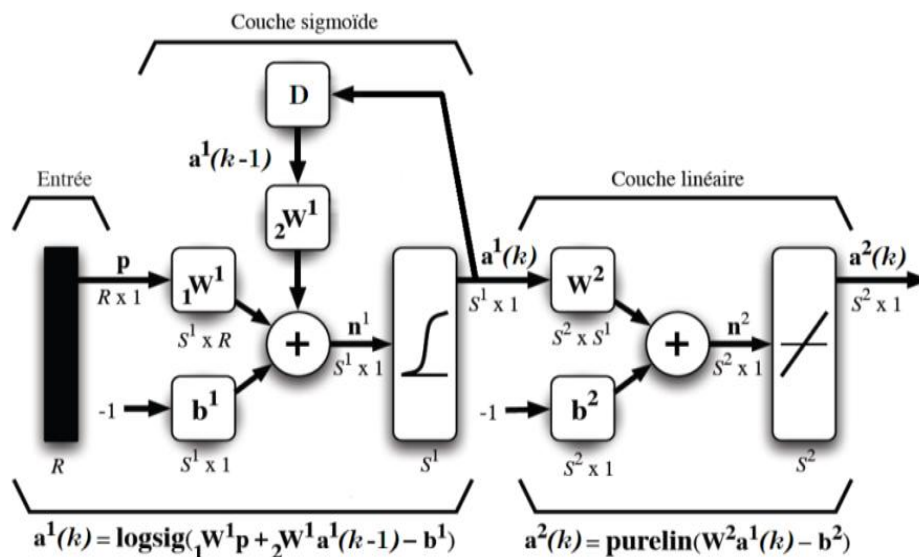 Couche sigmoïde
D
a¹(k-1)
Entrée
Couche linéaire
₂W¹
p
R x 1
₁W¹
S¹ x R
+
n¹
S¹ x 1
a¹(k)
S¹ x 1
W²
S² x S¹
+
n²
S² x 1
a²(k)
S² x 1
-1
b¹
S¹ x 1
-1
b²
S² x 1
R
S¹
S²
a¹(k) = logsig(₁W¹p + ₂W¹a¹(k-1) – b¹)
a²(k) = purelin(W²a¹(k) – b²)